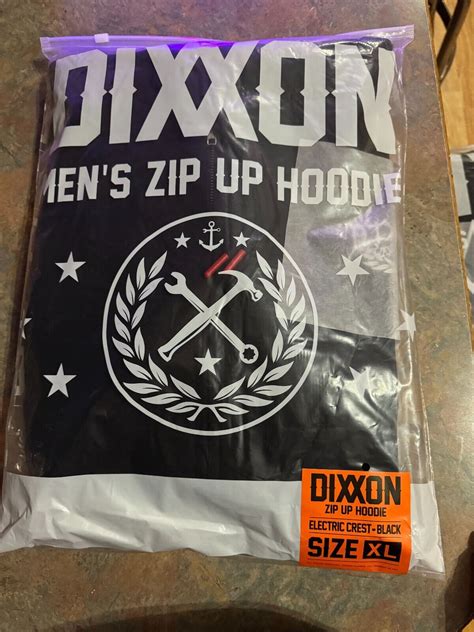 DIXXON
MEN'S ZIP UP HOODIE
DIXXON
ZIP UP HOODIE
ELECTRIC CREST - BLACK
SIZE XL